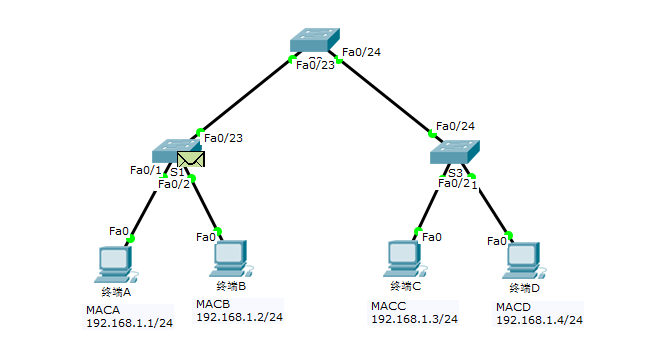 Fa0/24
Fa0/23
Fa0/23
Fa0/24
Fa0/1
S1
Fa0/2
S3
Fa0/2
1
Fa0
Fa0
Fa0
Fa0
终端A
终端B
终端C
终端D
MACA
192.168.1.1/24
MACB
192.168.1.2/24
MACC
192.168.1.3/24
MACD
192.168.1.4/24